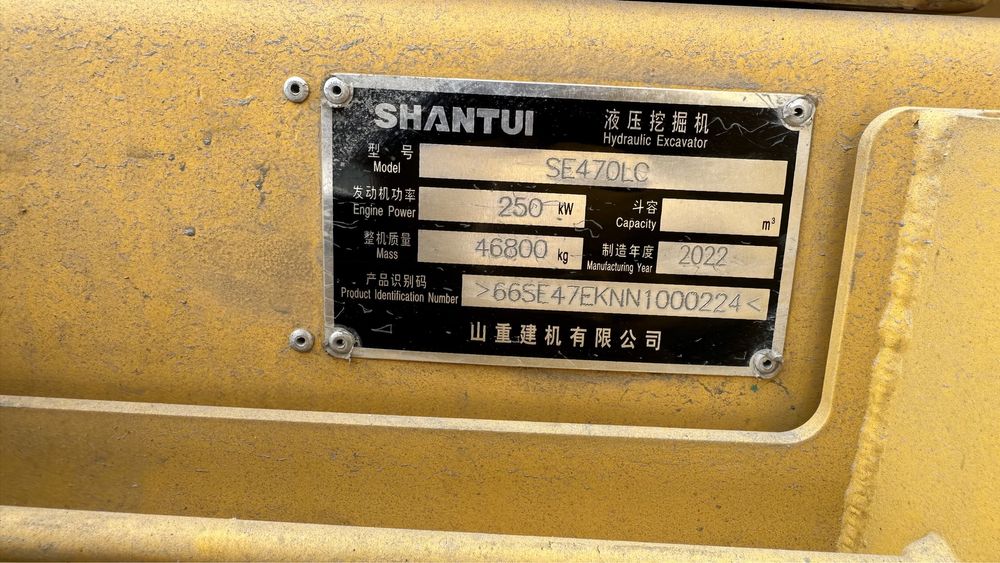 SHANTUI
液压挖掘机
Hydraulic Excavator
型号 SE470LC
Model
发动机功率 250 kW 斗容 m³
Engine Power Capacity
整机质量 46800 kg 制造年度 2022
Mass Manufacturing Year
产品识别码 >66SE47EKNN1000224<
Product Identification Number
山重建机有限公司